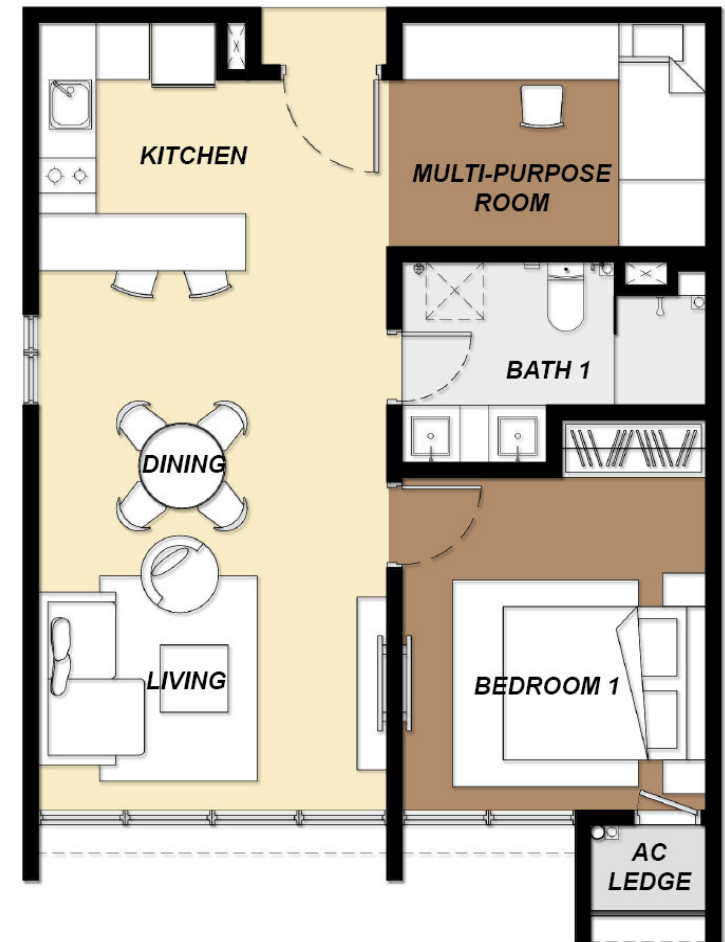 KITCHEN
MULTI-PURPOSE
ROOM
BATH 1
DINING
LIVING
BEDROOM 1
AC
LEDGE